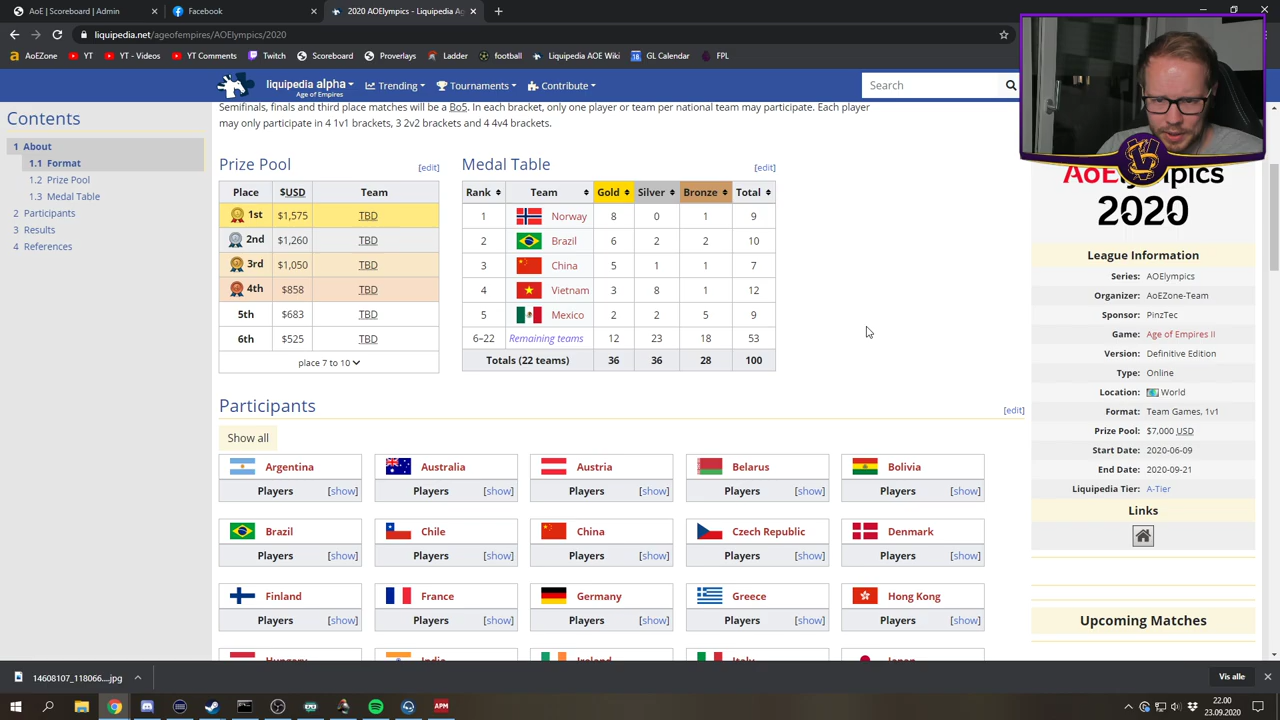 AoE | Scoreboard | Admin
Facebook
2020 AOElympics - Age
liquipedia.net/ageofempires/AOElympics/2020
AoEZone
YT
YT - Videos
YT - Community
Twitch
Scoreboard
Proverlays
Ladder
football
Liquipedia AOE Wiki
GL Calendar
FPL
liquipedia alpha
Age of Empires
Trending
Tournaments
Contribute
Search
Contents
1 About
1.1 Format
1.2 Prize Pool
1.3 Medal Table
2 Participants
3 Results
4 References
Semifinals, finals and third place matches will be a Bo5. In each bracket, only one player or team per national team may participate. Each player
may only participate in 4 1v1 brackets, 3 2v2 brackets and 4 4v4 brackets.
Prize Pool [edit]
Place $USD Team
1st $1,575 TBD
2nd $1,260 TBD
3rd $1,050 TBD
4th $858 TBD
5th $683 TBD
6th $525 TBD
place 7 to 10
Medal Table [edit]
Rank Team Gold Silver Bronze Total
1 Norway 8 0 1 9
2 Brazil 6 2 2 10
3 China 5 1 1 7
4 Vietnam 3 8 1 12
5 Mexico 2 2 5 9
6–22 Remaining teams 12 23 18 53
Totals (22 teams) 36 36 28 100
Participants [edit]
Show all
Argentina Australia Austria Belarus Bolivia
Players [show] Players [show] Players [show] Players [show] Players [show]
Brazil Chile China Czech Republic Denmark
Players [show] Players [show] Players [show] Players [show] Players [show]
Finland France Germany Greece Hong Kong
Players [show] Players [show] Players [show] Players [show] Players [show]
Hungary India Ireland Italy Japan
AoElympics
2020
League Information
Series: AOElympics
Organizer: AoEZone-Team
Sponsor: PinzTec
Game: Age of Empires II
Version: Definitive Edition
Type: Online
Location: World
Format: Team Games, 1v1
Prize Pool: $7,000 USD
Start Date: 2020-06-09
End Date: 2020-09-21
Liquipedia Tier: A-Tier
Links
Upcoming Matches
14608107_118066....jpg
Vis alle
APM
22.00
23.09.2020